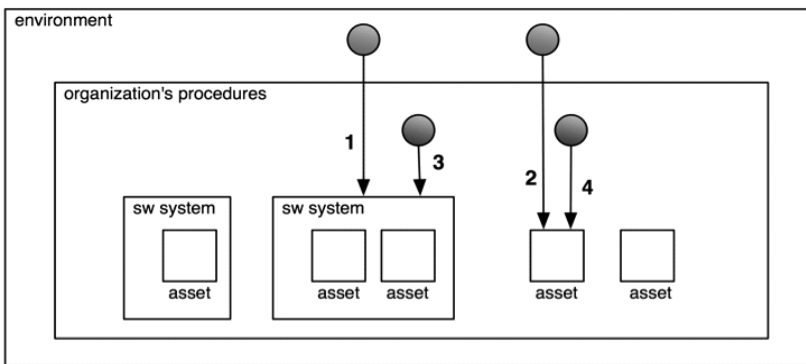 environment
organization's procedures
1
3
2
4
sw system
sw system
asset
asset
asset
asset
asset